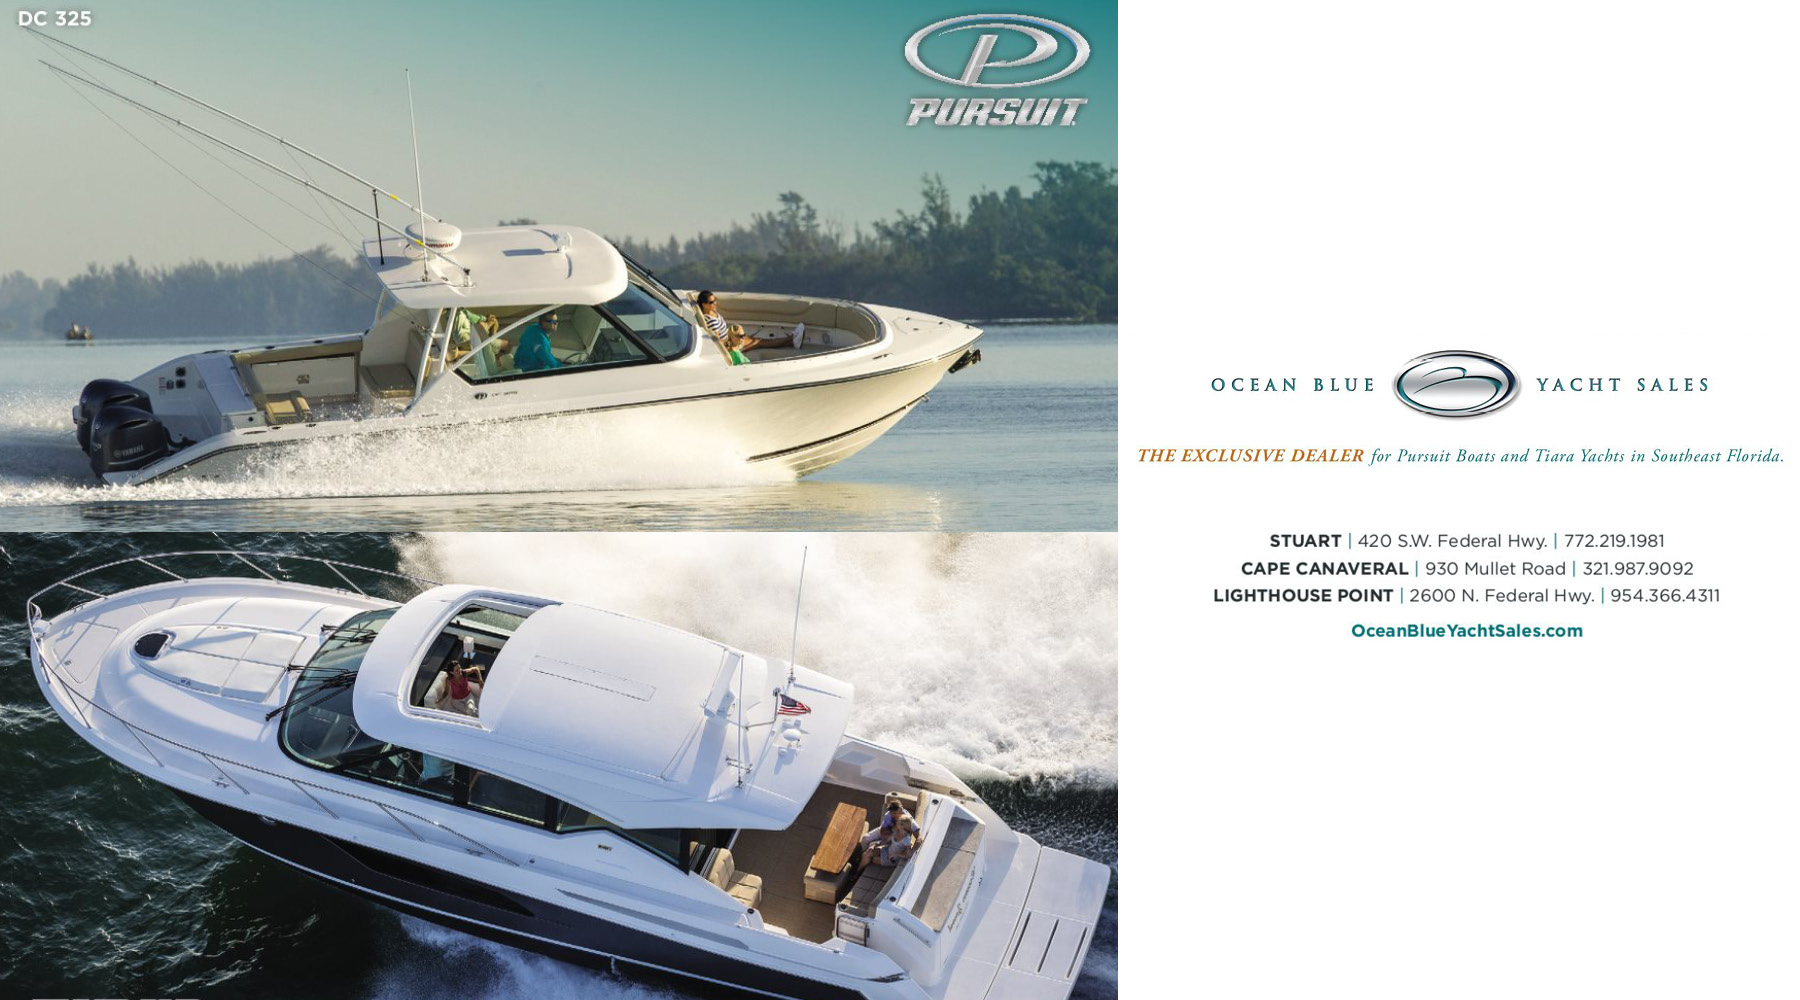 DC 325
PURSUIT
YAMAHA
OCEAN BLUE YACHT SALES
THE EXCLUSIVE DEALER for Pursuit Boats and Tiara Yachts in Southeast Florida.
STUART | 420 S.W. Federal Hwy. | 772.219.1981
CAPE CANAVERAL | 930 Mullet Road | 321.987.9092
LIGHTHOUSE POINT | 2600 N. Federal Hwy. | 954.366.4311
OceanBlueYachtSales.com